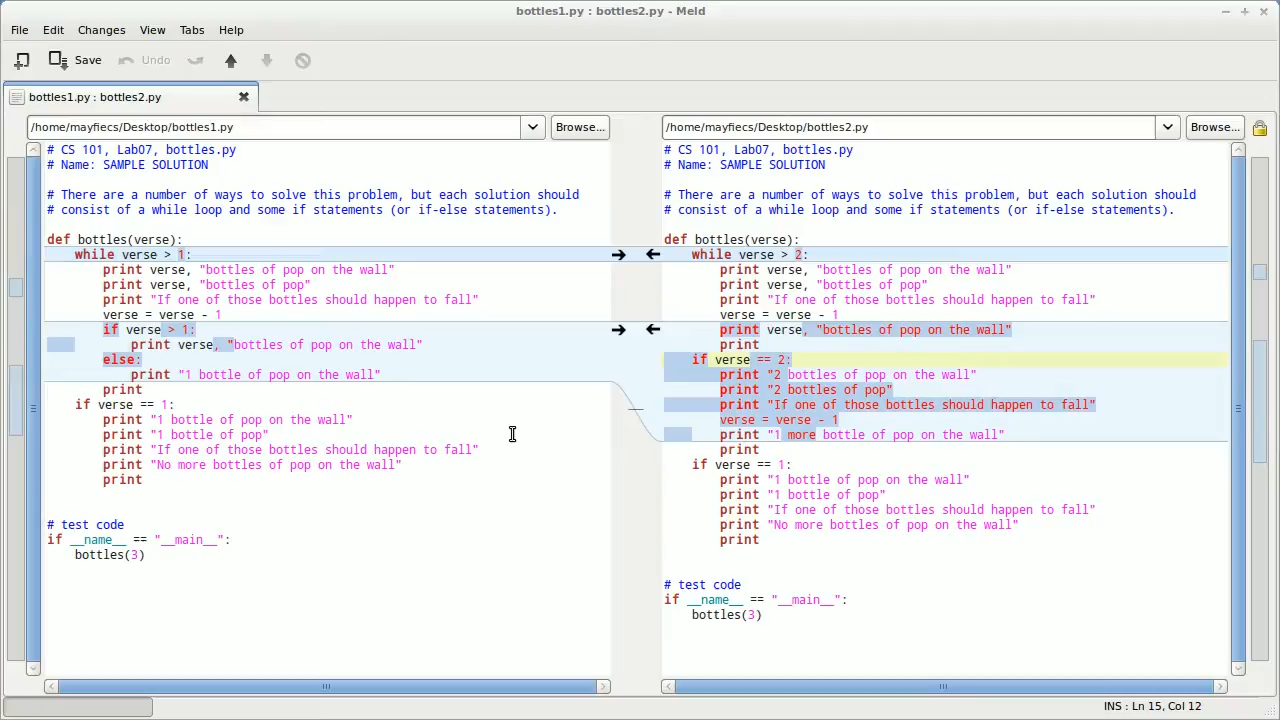 bottles1.py : bottles2.py - Meld
File Edit Changes View Tabs Help
Save Undo
bottles1.py : bottles2.py
/home/mayfiecs/Desktop/bottles1.py Browse...
# CS 101, Lab07, bottles.py
# Name: SAMPLE SOLUTION
# There are a number of ways to solve this problem, but each solution should
# consist of a while loop and some if statements (or if-else statements).
def bottles(verse):
    while verse > 1:
        print verse, "bottles of pop on the wall"
        print verse, "bottles of pop"
        print "If one of those bottles should happen to fall"
        verse = verse - 1
        if verse > 1:
            print verse, "bottles of pop on the wall"
        else:
            print "1 bottle of pop on the wall"
        print
    if verse == 1:
        print "1 bottle of pop on the wall"
        print "1 bottle of pop"
        print "If one of those bottles should happen to fall"
        print "No more bottles of pop on the wall"
        print
# test code
if __name__ == "__main__":
    bottles(3)
/home/mayfiecs/Desktop/bottles2.py Browse...
# CS 101, Lab07, bottles.py
# Name: SAMPLE SOLUTION
# There are a number of ways to solve this problem, but each solution should
# consist of a while loop and some if statements (or if-else statements).
def bottles(verse):
    while verse > 2:
        print verse, "bottles of pop on the wall"
        print verse, "bottles of pop"
        print "If one of those bottles should happen to fall"
        verse = verse - 1
        print verse, "bottles of pop on the wall"
        print
    if verse == 2:
        print "2 bottles of pop on the wall"
        print "2 bottles of pop"
        print "If one of those bottles should happen to fall"
        verse = verse - 1
        print "1 more bottle of pop on the wall"
        print
    if verse == 1:
        print "1 bottle of pop on the wall"
        print "1 bottle of pop"
        print "If one of those bottles should happen to fall"
        print "No more bottles of pop on the wall"
        print
# test code
if __name__ == "__main__":
    bottles(3)
INS : Ln 15, Col 12